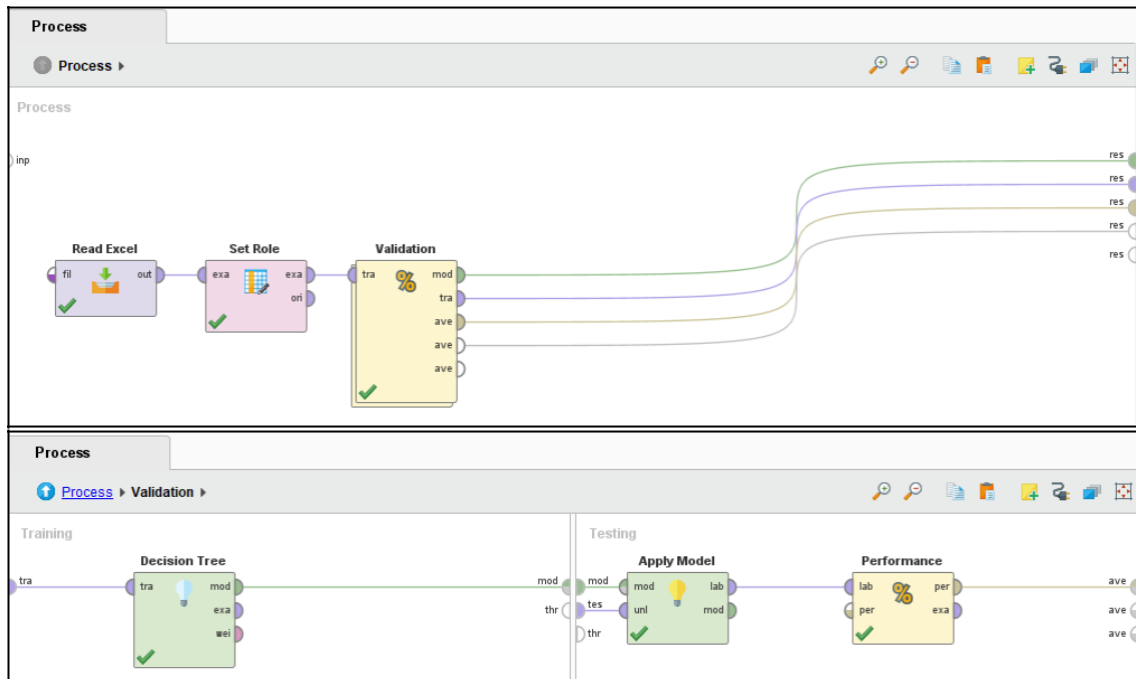 Process
Process
Process
inp
res
res
res
res
res
Read Excel
Set Role
Validation
fil out
exa exa
ori
tra mod
tra
ave
ave
ave
Process
Process Validation
Training
Testing
Decision Tree
Apply Model
Performance
tra
tra mod
exa
wei
mod
thr
mod
tes
thr
mod lab
unl mod
lab per
per exa
ave
ave
ave